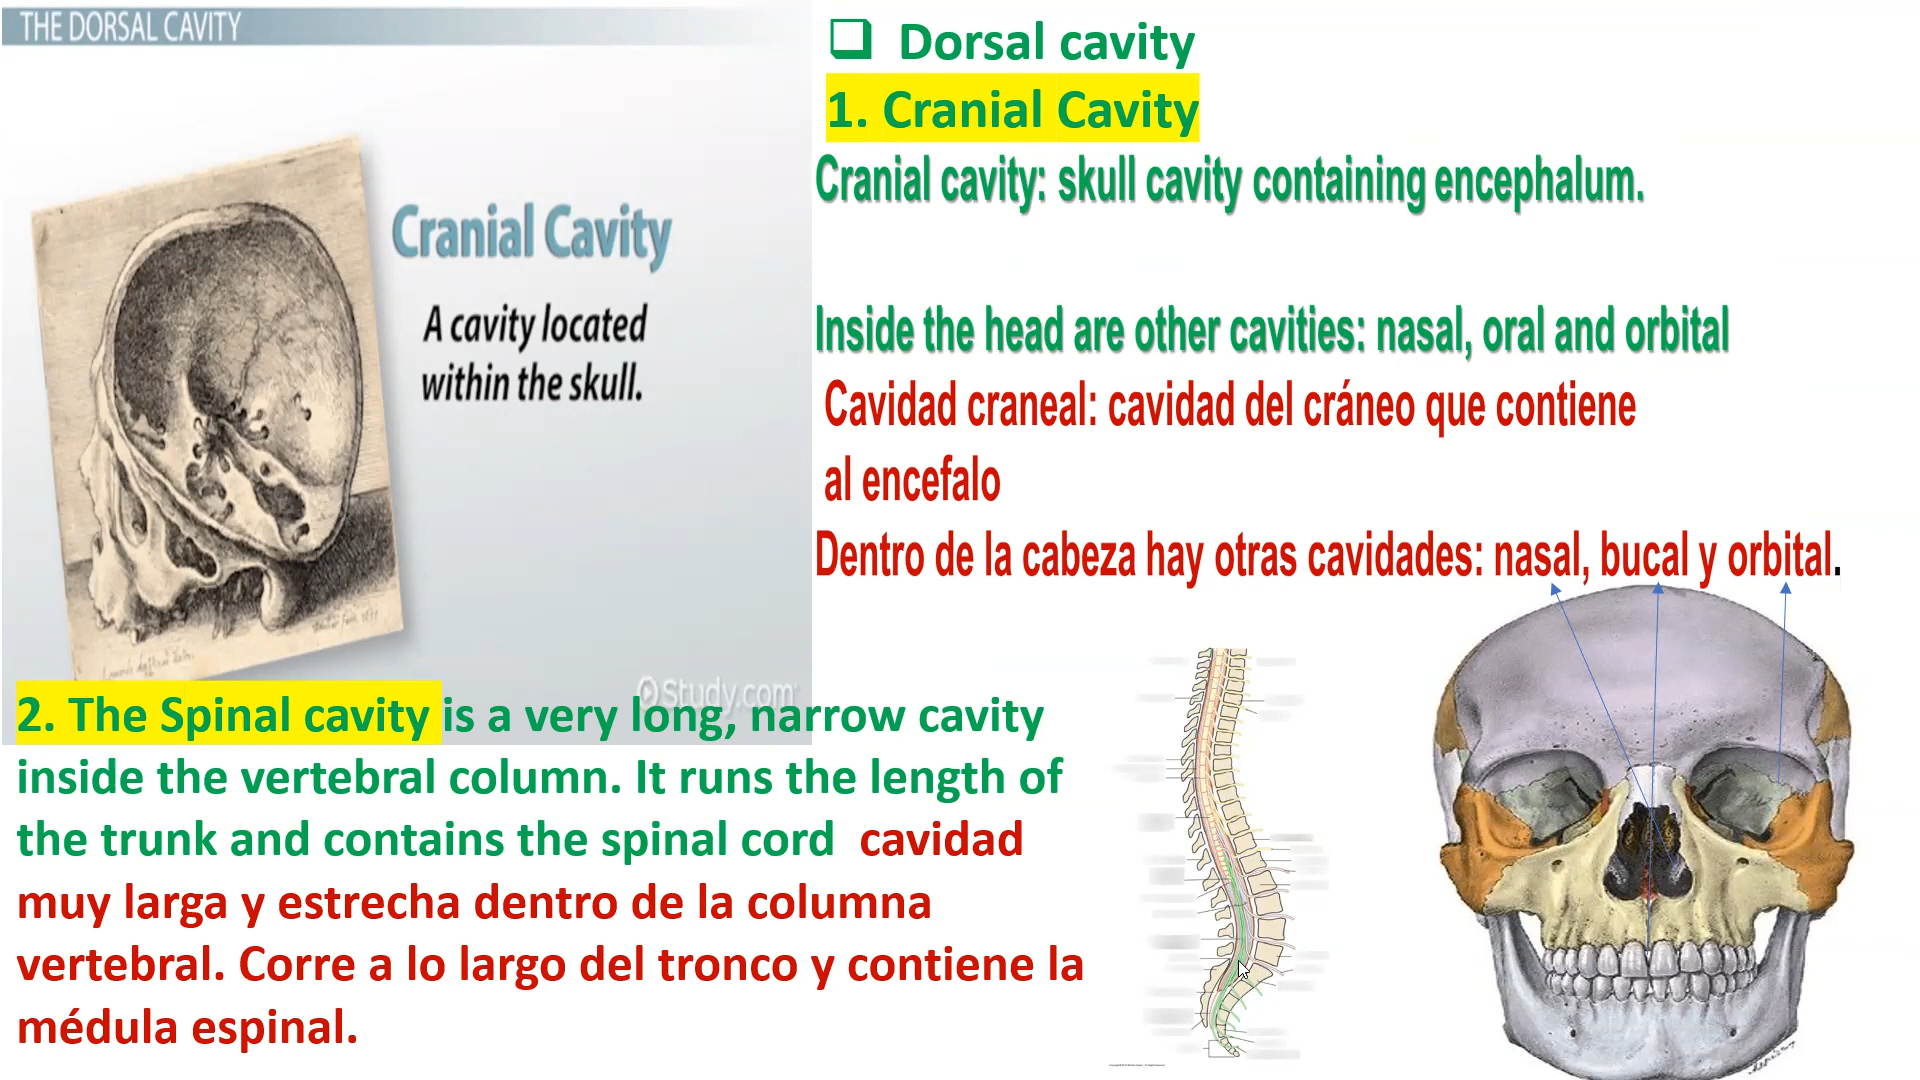 THE DORSAL CAVITY
Cranial Cavity
A cavity located
within the skull.
Study.com
❑ Dorsal cavity
1. Cranial Cavity
Cranial cavity: skull cavity containing encephalum.
Inside the head are other cavities: nasal, oral and orbital
Cavidad craneal: cavidad del cráneo que contiene
al encefalo
Dentro de la cabeza hay otras cavidades: nasal, bucal y orbital.
2. The Spinal cavity is a very long, narrow cavity
inside the vertebral column. It runs the length of
the trunk and contains the spinal cord cavidad
muy larga y estrecha dentro de la columna
vertebral. Corre a lo largo del tronco y contiene la
médula espinal.